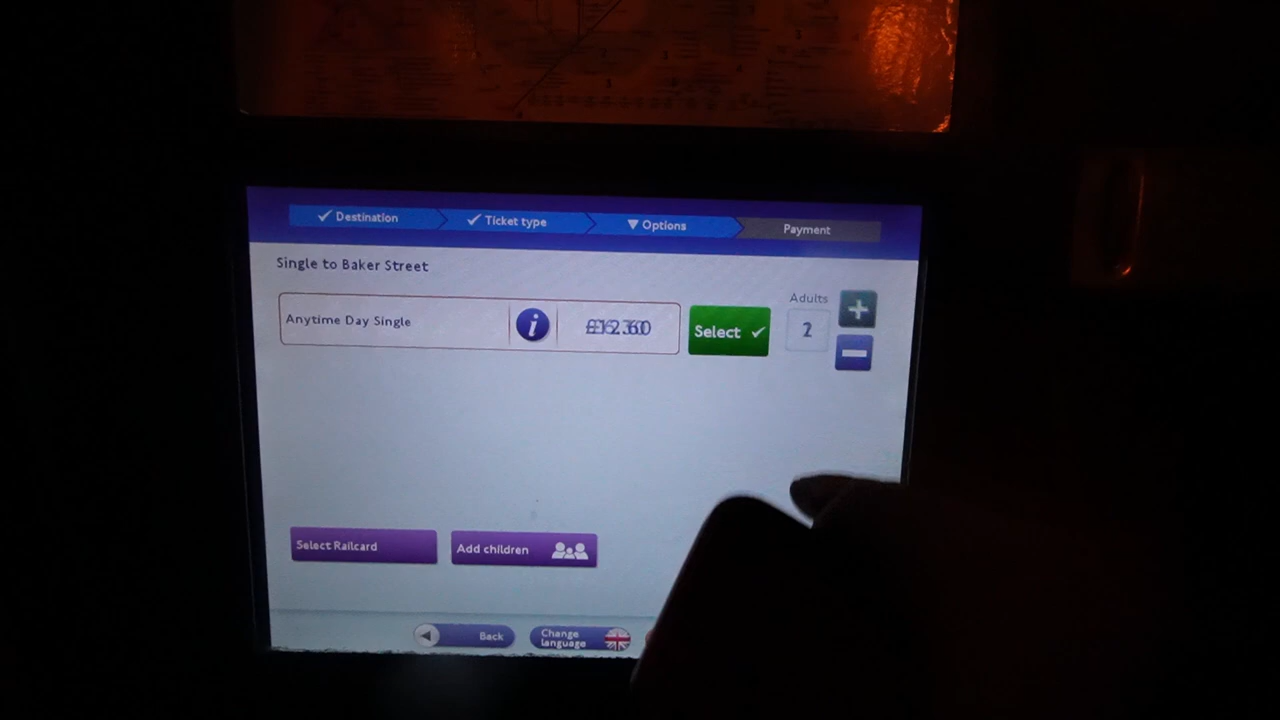 Destination
Ticket type
Options
Payment
Single to Baker Street
Adults
Anytime Day Single
i
Select
2
Select Railcard
Add children
Back
Change
language